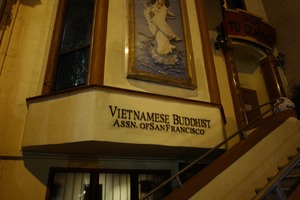 VIETNAMESE BUDDHIST
ASSN. OF SAN FRANCISCO